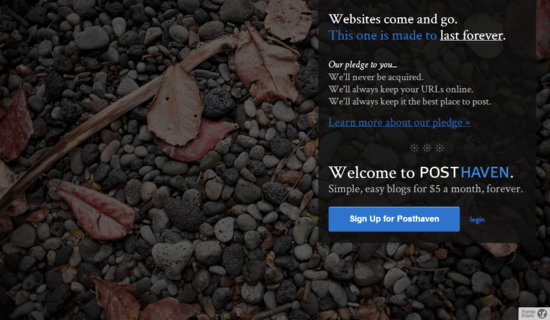 Websites come and go.
This one is made to last forever.
Our pledge to you...
We'll never be acquired.
We'll always keep your URLs online.
We'll always keep it the best place to post.
Learn more about our pledge »
Welcome to POSTHAVEN.
Simple, easy blogs for $5 a month, forever.
Sign Up for Posthaven
login